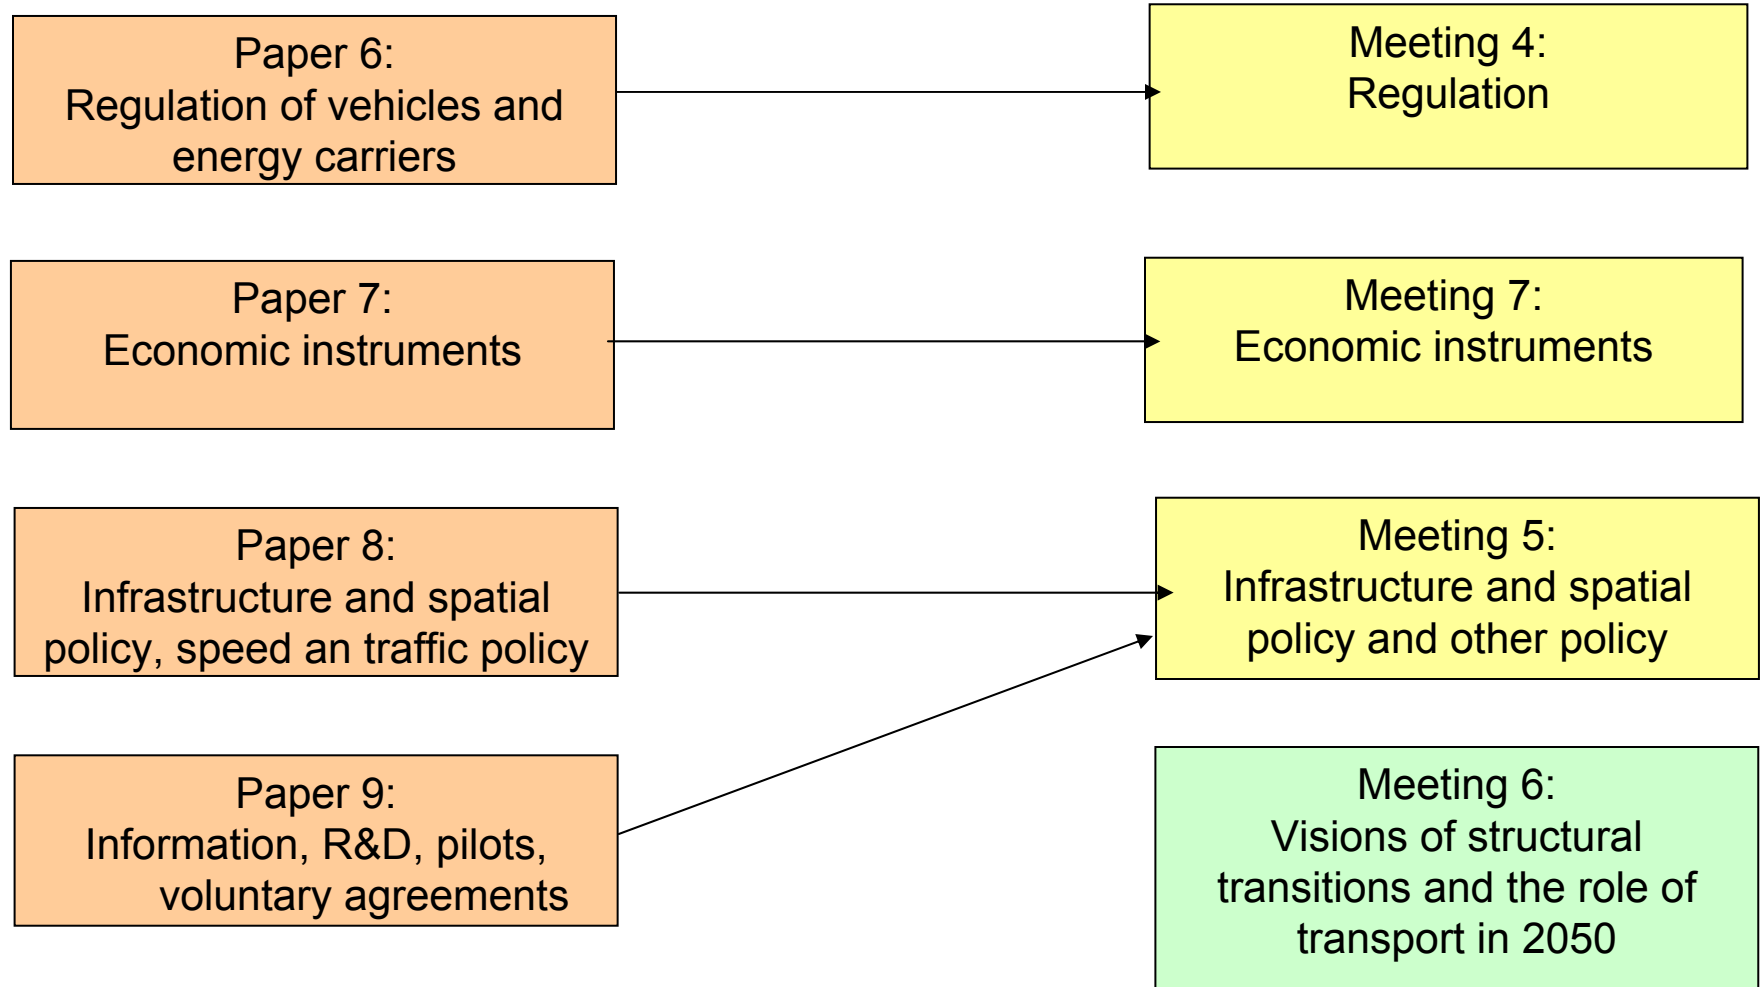 Paper 6:
Regulation of vehicles and
energy carriers
Meeting 4:
Regulation
Paper 7:
Economic instruments
Meeting 7:
Economic instruments
Paper 8:
Infrastructure and spatial
policy, speed an traffic policy
Meeting 5:
Infrastructure and spatial
policy and other policy
Paper 9:
Information, R&D, pilots,
voluntary agreements
Meeting 6:
Visions of structural
transitions and the role of
transport in 2050